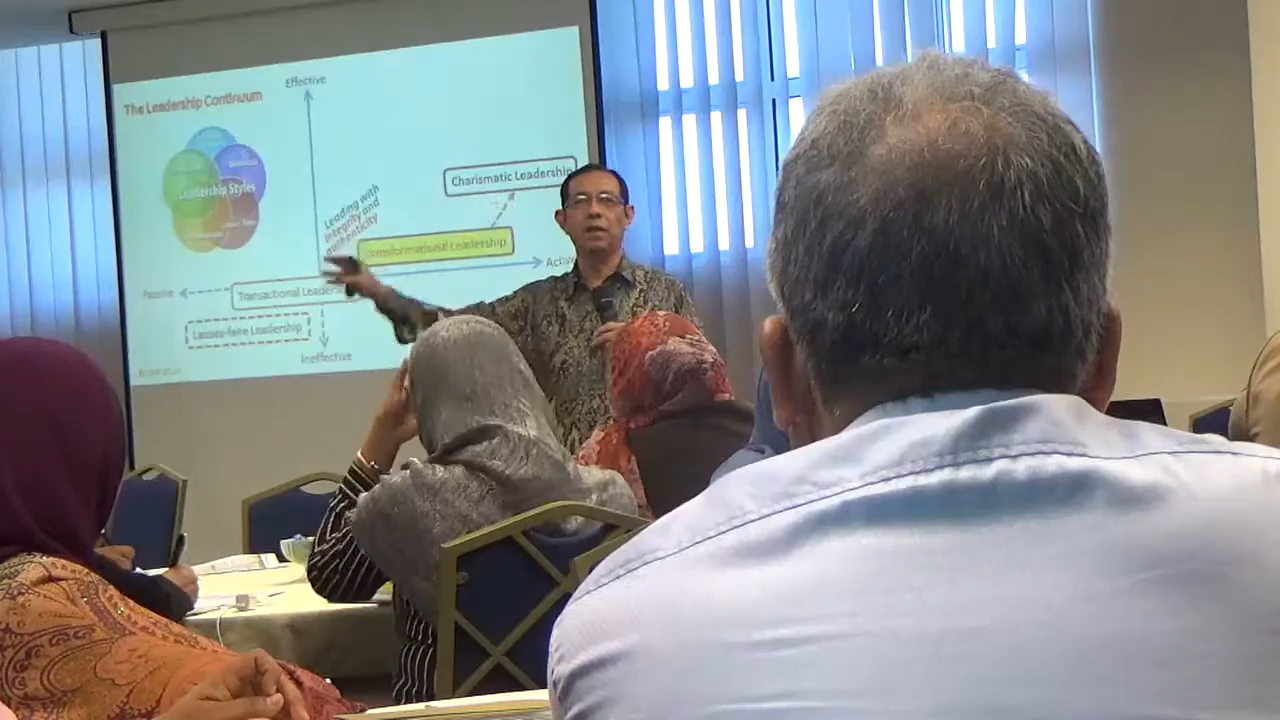 Effective
The Leadership Continuum
Leadership Styles
Charismatic Leadership
Leading with
integrity and
authenticity
Transformational Leadership
Active
Passive
Transactional Leaders
Laissez-faire Leadership
Ineffective